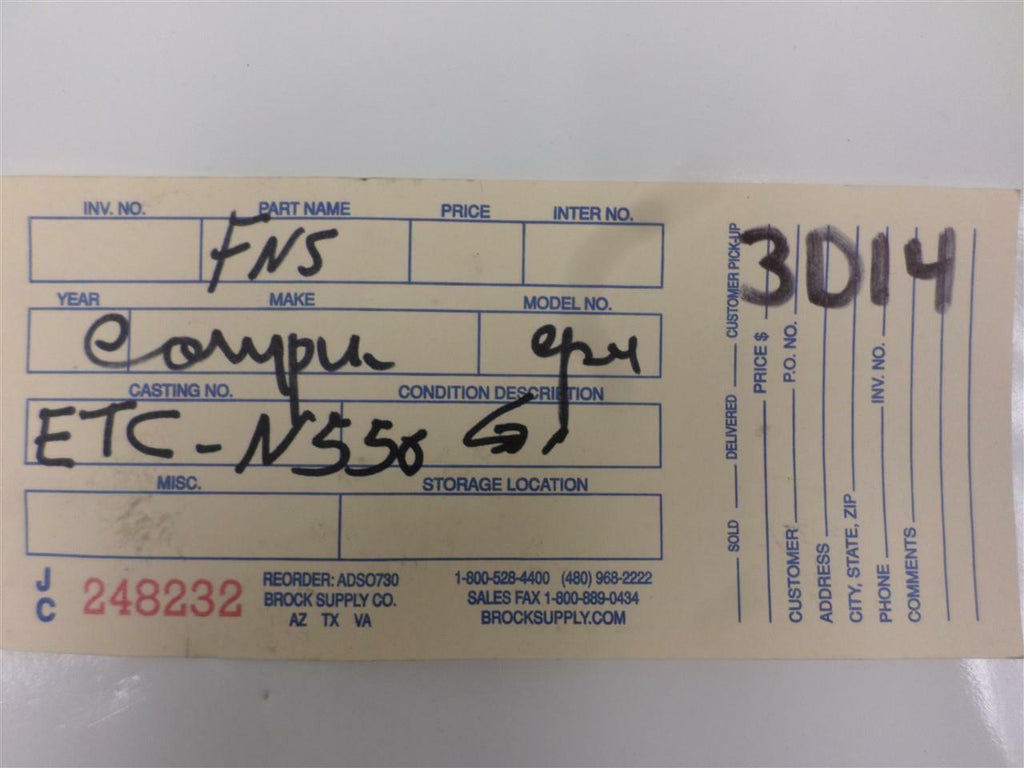 INV. NO. PART NAME PRICE INTER NO.
FNS
YEAR MAKE MODEL NO.
CASTING NO. CONDITION DESCRIPTION
ETC-N550
MISC. STORAGE LOCATION
JC 248232
REORDER: ADSO730
BROCK SUPPLY CO.
AZ TX VA
1-800-528-4400 (480) 968-2222
SALES FAX 1-800-889-0434
BROCKSUPPLY.COM
3D14
SOLD DELIVERED CUSTOMER PICK-UP
PRICE $
CUSTOMER P.O. NO.
ADDRESS
CITY, STATE, ZIP
PHONE INV. NO.
COMMENTS